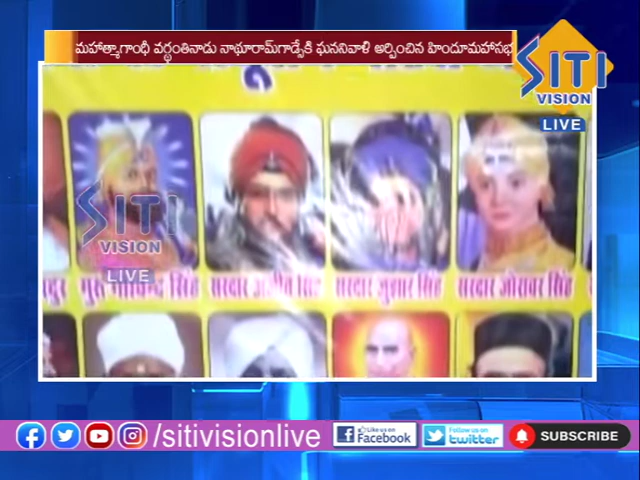 మహాత్మాగాంధీ వర్ధంతినాడు నాథూరామ్‌గాడ్సేకి ఘననివాళి అర్పించిన హిందూమహాసభ
SITI
VISION
LIVE
SITI
VISION
LIVE
गुरु गोबिन्द सिंह सरदार अजीत सिंह सरदार जुझार सिंह सरदार जोरावर सिंह
/sitivisionlive
Like us on
Facebook
Follow us on
twitter
SUBSCRIBE